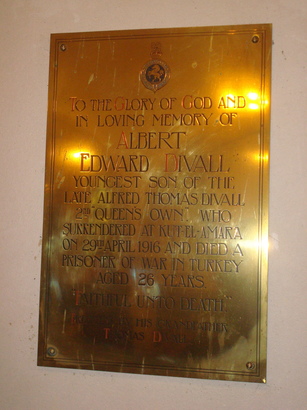 TO THE GLORY OF GOD AND
IN LOVING MEMORY OF
ALBERT
EDWARD DIVALL
YOUNGEST SON OF THE
LATE ALFRED THOMAS DIVALL
2ND QUEENS OWN WHO
SURRENDERED AT KUT-EL-AMARA
ON 29TH APRIL 1916 AND DIED A
PRISONER OF WAR IN TURKEY
AGED 26 YEARS
"FAITHFUL UNTO DEATH"
HIS
THOMAS